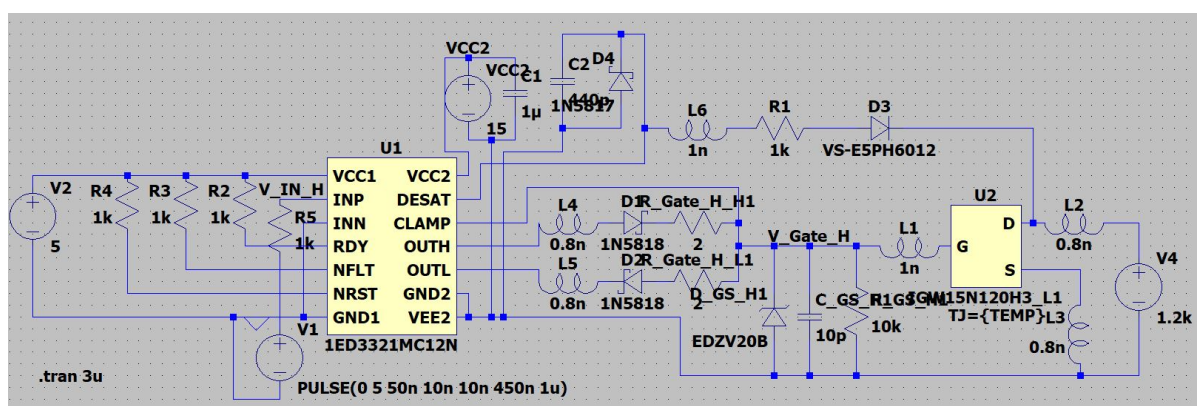 VCC2
VCC2
C1
1µ
15
C2
440p
D4
1N5817
L6
1n
R1
1k
D3
VS-E5PH6012
V2
5
R4
1k
R3
1k
R2
1k
V_IN_H
R5
1k
U1
VCC1
INP
INN
RDY
NFLT
NRST
GND1
VCC2
DESAT
CLAMP
OUTH
OUTL
GND2
VEE2
1ED3321MC12N
V1
PULSE(0 5 50n 10n 10n 450n 1u)
.tran 3u
L4
0.8n
D1
1N5818
R_Gate_H_H1
2
L5
0.8n
D2
1N5818
R_Gate_H_L1
2
D_GS_H1
EDZV20B
V_Gate_H
10p
10k
L1
1n
U2
D
G
S
TJ={TEMP}
L2
0.8n
L3
0.8n
V4
1.2k